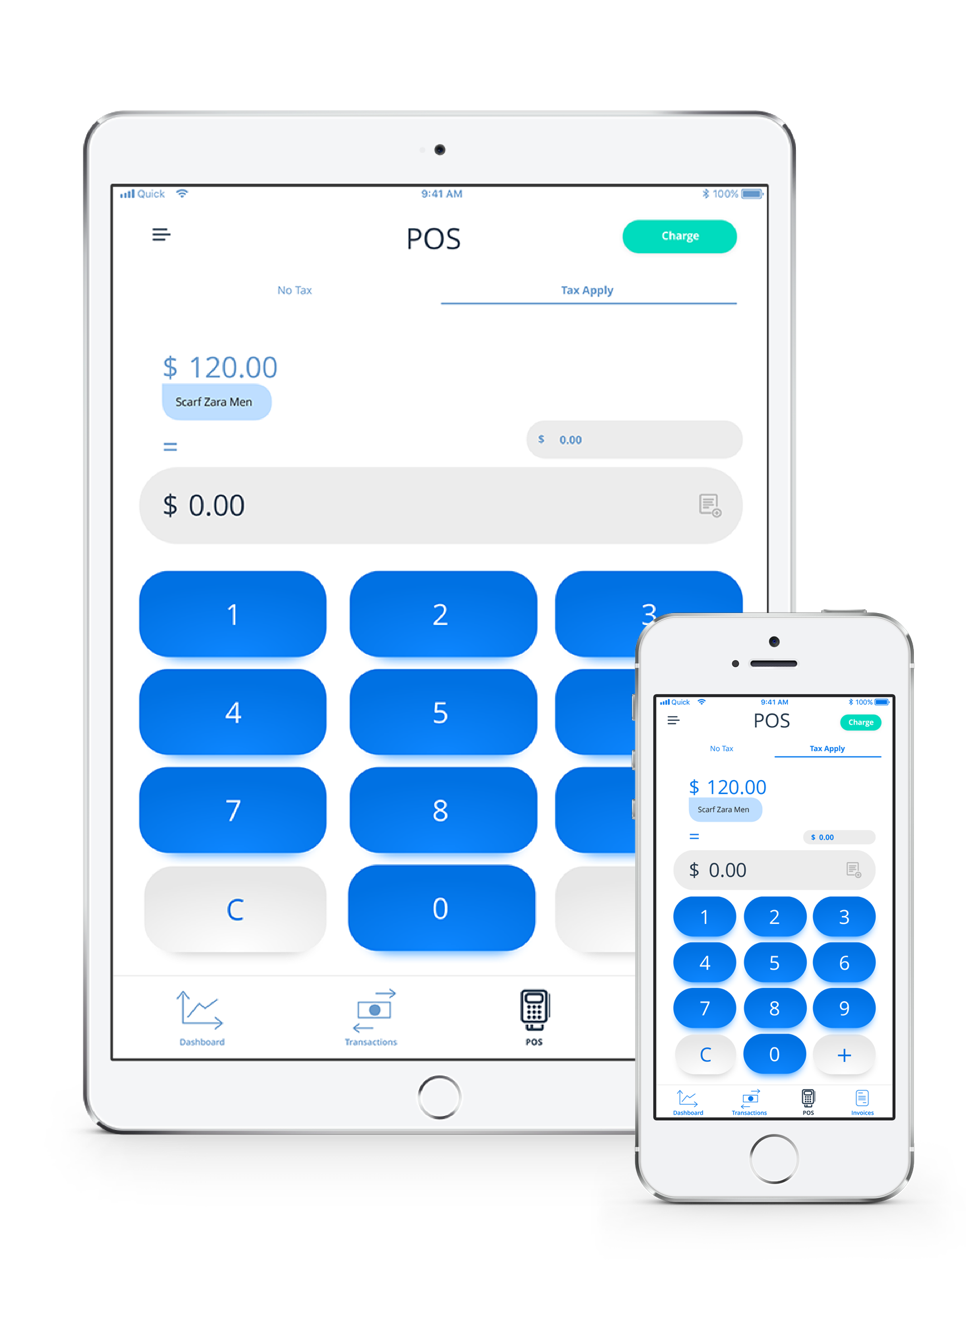 Quick 9:41 AM 100%
POS Charge
No Tax Tax Apply
$ 120.00
Scarf Zara Men
= $ 0.00
$ 0.00
1 2 3
4 5
7 8
C 0
Dashboard Transactions POS
Quick 9:41 AM 100%
POS Charge
No Tax Tax Apply
$ 120.00
Scarf Zara Men
= $ 0.00
$ 0.00
1 2 3
4 5 6
7 8 9
C 0 +
Dashboard Transactions POS Invoices